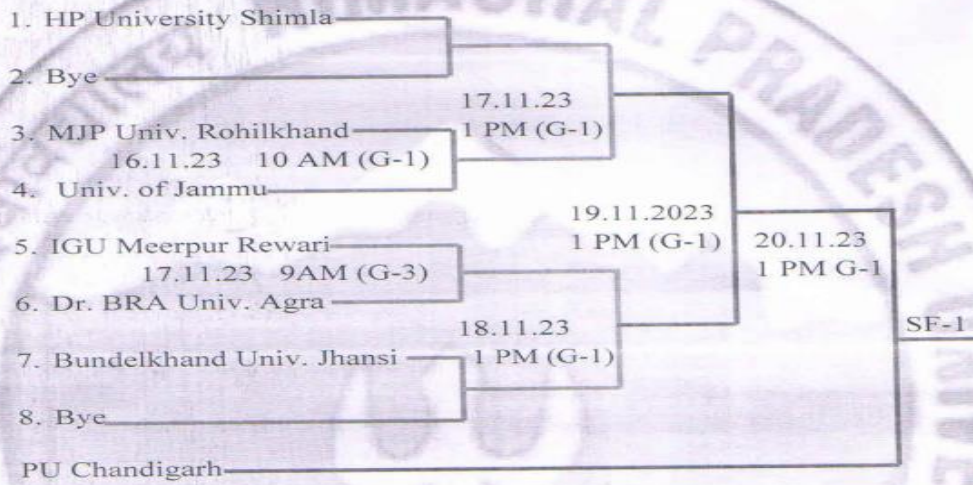 1. HP University Shimla
2. Bye
17.11.23
1 PM (G-1)
3. MJP Univ. Rohilkhand
16.11.23 10 AM (G-1)
4. Univ. of Jammu
19.11.2023
1 PM (G-1)
20.11.23
1 PM G-1
5. IGU Meerpur Rewari
17.11.23 9AM (G-3)
6. Dr. BRA Univ. Agra
18.11.23
1 PM (G-1)
SF-1
7. Bundelkhand Univ. Jhansi
8. Bye
PU Chandigarh
PRADESH